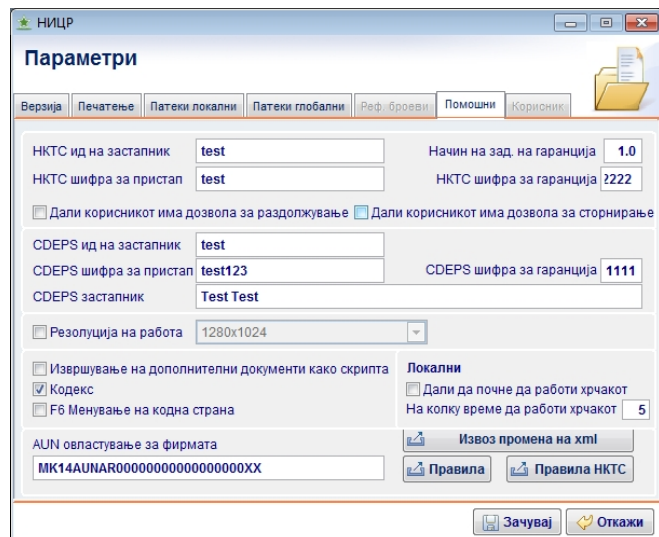 НИЦР
Параметри
Верзија Печатење Патеки локални Патеки глобални Реф. броеви Помошни Корисник
НКТС ид на застапник test Начин на зад. на гаранција 1.0
НКТС шифра за пристап test НКТС шифра за гаранција 2222
Дали корисникот има дозвола за раздолжување Дали корисникот има дозвола за сторнирање
CDEPS ид на застапник test
CDEPS шифра за пристап test123 CDEPS шифра за гаранција 1111
CDEPS застапник Test Test
Резолуција на работа 1280x1024
Извршување на дополнителни документи како скрипта Локални
Кодекс Дали да почне да работи хрчакот
F6 Менување на кодна страна На колку време да работи хрчакот 5
AUN овластување за фирмата Извоз промена на xml
MK14AUNAR00000000000000000XX Правила Правила НКТС
Зачувај Откажи